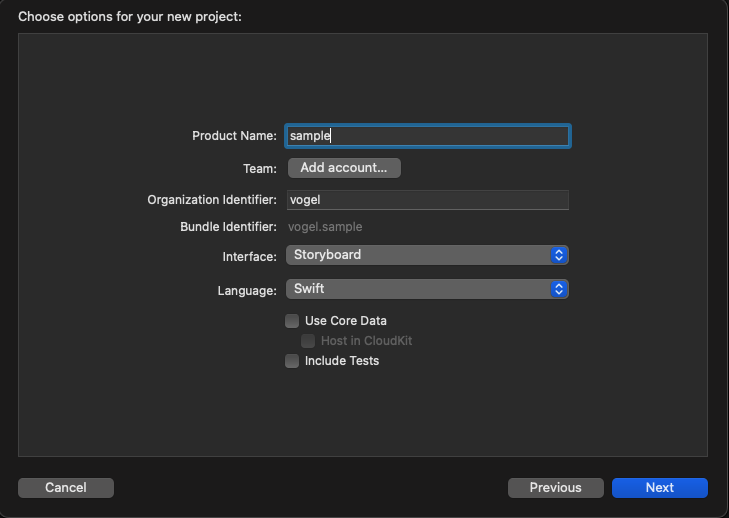 Choose options for your new project:
Product Name: sample
Team: Add account...
Organization Identifier: vogel
Bundle Identifier: vogel.sample
Interface: Storyboard
Language: Swift
Use Core Data
Host in CloudKit
Include Tests
Cancel Previous Next